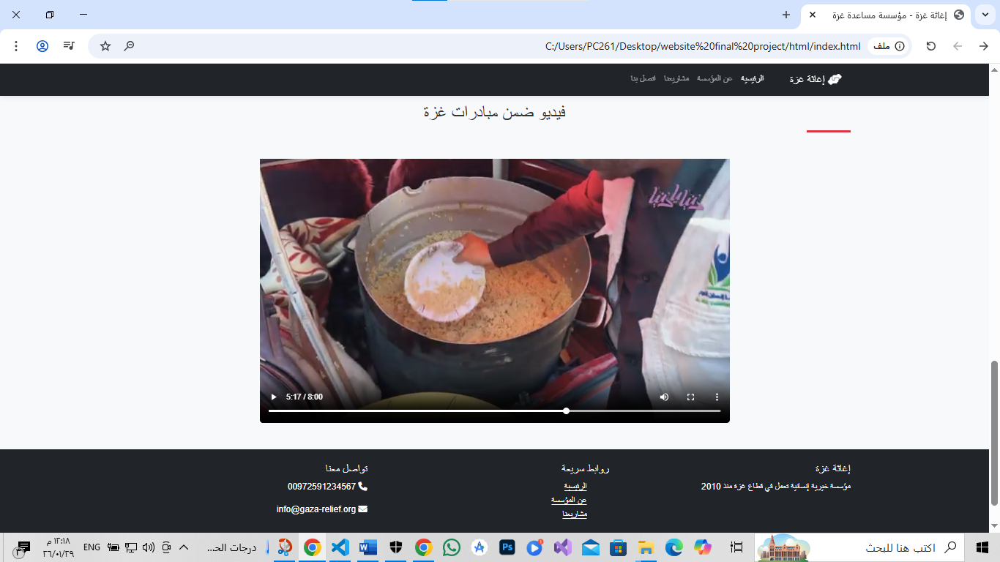 إغاثة غزة - مؤسسة مساعدة غزة
ملف
C:/Users/PC261/Desktop/website%20final%20project/html/index.html
إغاثة غزة
الرئيسية
عن المؤسسة
مشاريعنا
اتصل بنا
فيديو ضمن مبادرات غزة
5:17 / 8:00
إغاثة غزة
مؤسسة خيرية إنسانية تعمل في قطاع غزة منذ 2010
روابط سريعة
الرئيسية
عن المؤسسة
مشاريعنا
تواصل معنا
00972591234567
info@gaza-relief.org
اكتب هنا للبحث
درجات الحـ...
ENG
١٢:١٨ م
٢٦/٠١/٢٩
٣